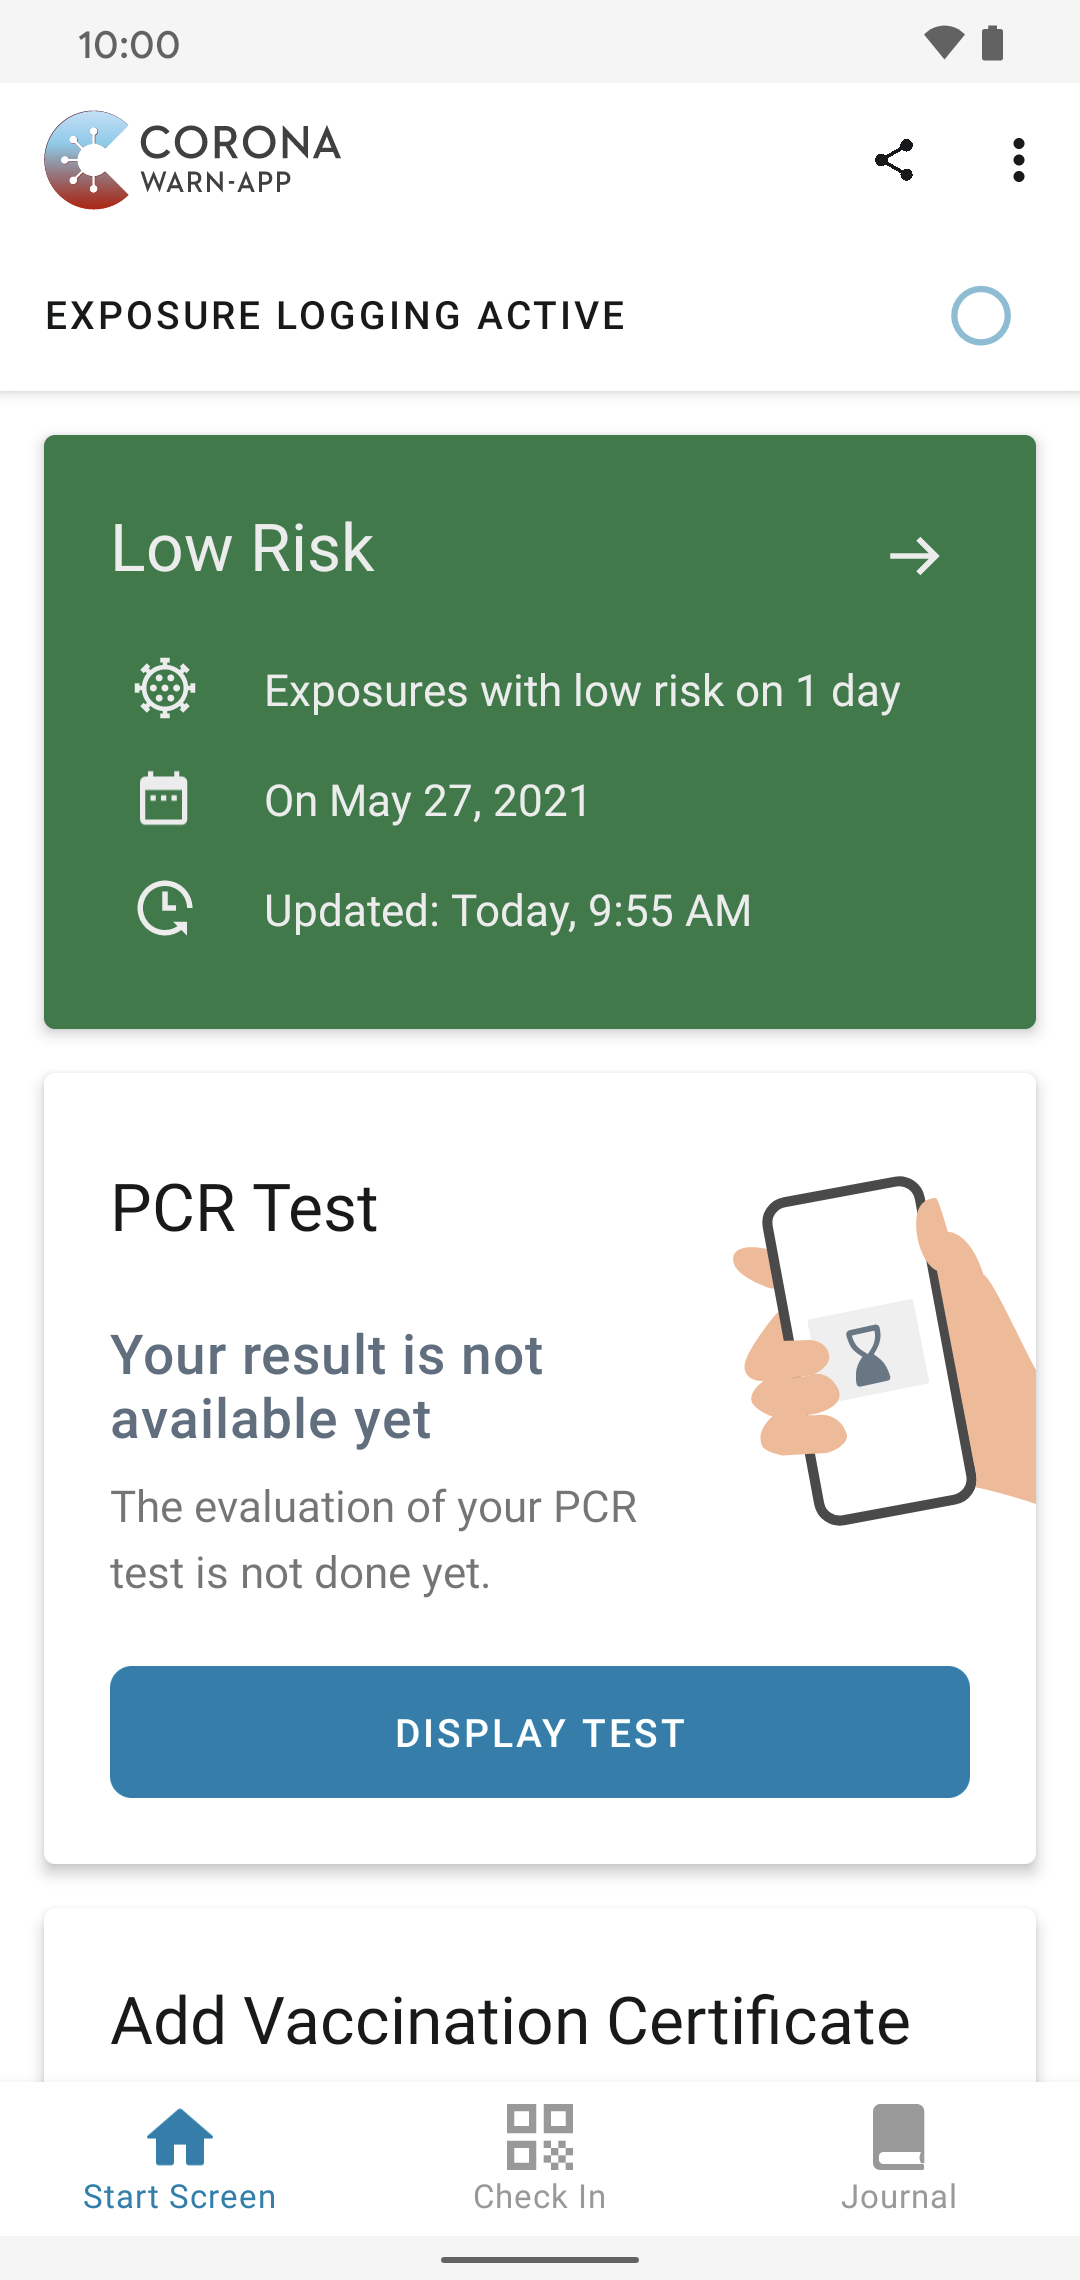 10:00
CORONA
WARN-APP
EXPOSURE LOGGING ACTIVE
Low Risk
Exposures with low risk on 1 day
On May 27, 2021
Updated: Today, 9:55 AM
PCR Test
Your result is not
available yet
The evaluation of your PCR
test is not done yet.
DISPLAY TEST
Add Vaccination Certificate
Start Screen
Check In
Journal